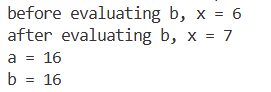 before evaluating b, x = 6
after evaluating b, x = 7
a = 16
b = 16